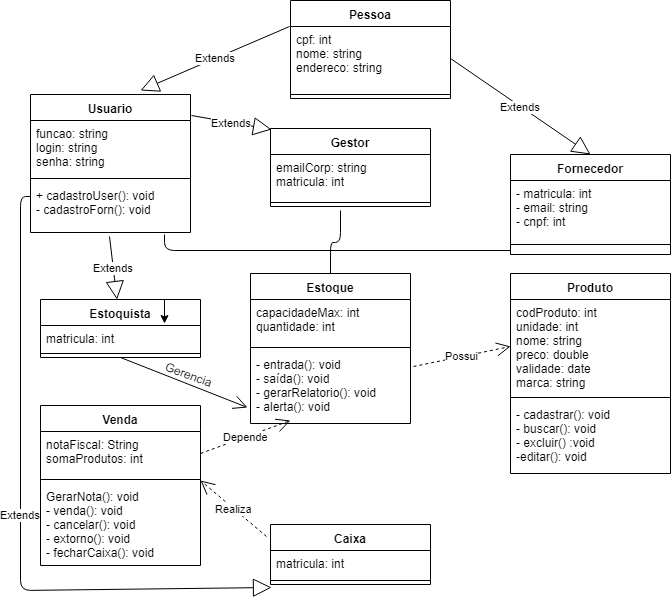 Pessoa
cpf: int
nome: string
endereco: string
Extends
Extends
Usuario
funcao: string
login: string
senha: string
+ cadastroUser(): void
- cadastroForn(): void
Extends
Gestor
emailCorp: string
matricula: int
Fornecedor
- matricula: int
- email: string
- cnpf: int
Extends
Estoquista
matricula: int
Estoque
capacidadeMax: int
quantidade: int
- entrada(): void
- saída(): void
- gerarRelatorio(): void
- alerta(): void
Produto
codProduto: int
unidade: int
nome: string
preco: double
validade: date
marca: string
- cadastrar(): void
- buscar(): void
- excluir() :void
-editar(): void
Possui
Gerencia
Venda
notaFiscal: String
somaProdutos: int
GerarNota(): void
- venda(): void
- cancelar(): void
- extorno(): void
- fecharCaixa(): void
Depende
Realiza
Extends
Caixa
matricula: int